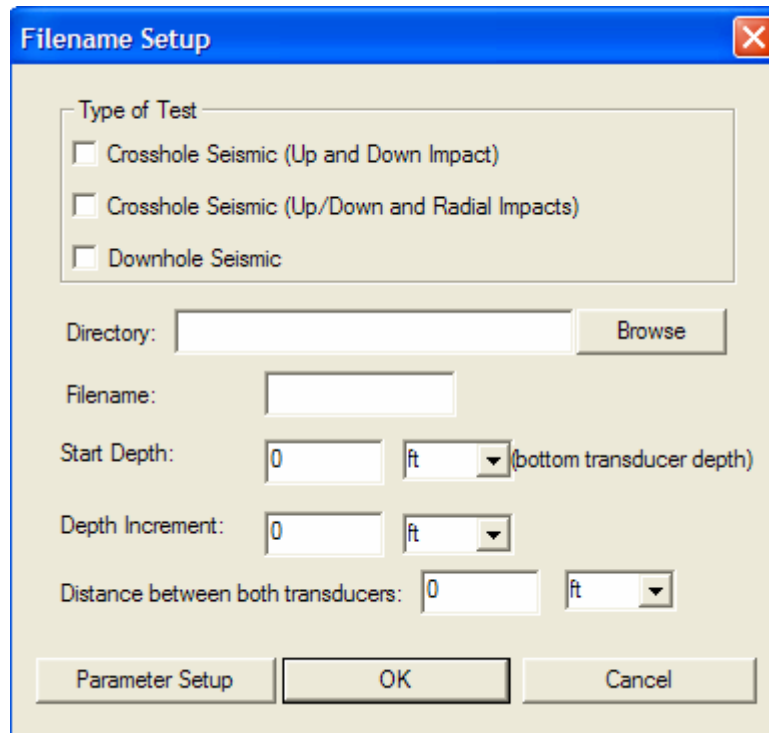 Filename Setup
Type of Test
Crosshole Seismic (Up and Down Impact)
Crosshole Seismic (Up/Down and Radial Impacts)
Downhole Seismic
Directory: Browse
Filename:
Start Depth: 0 ft (bottom transducer depth)
Depth Increment: 0 ft
Distance between both transducers: 0 ft
Parameter Setup OK Cancel